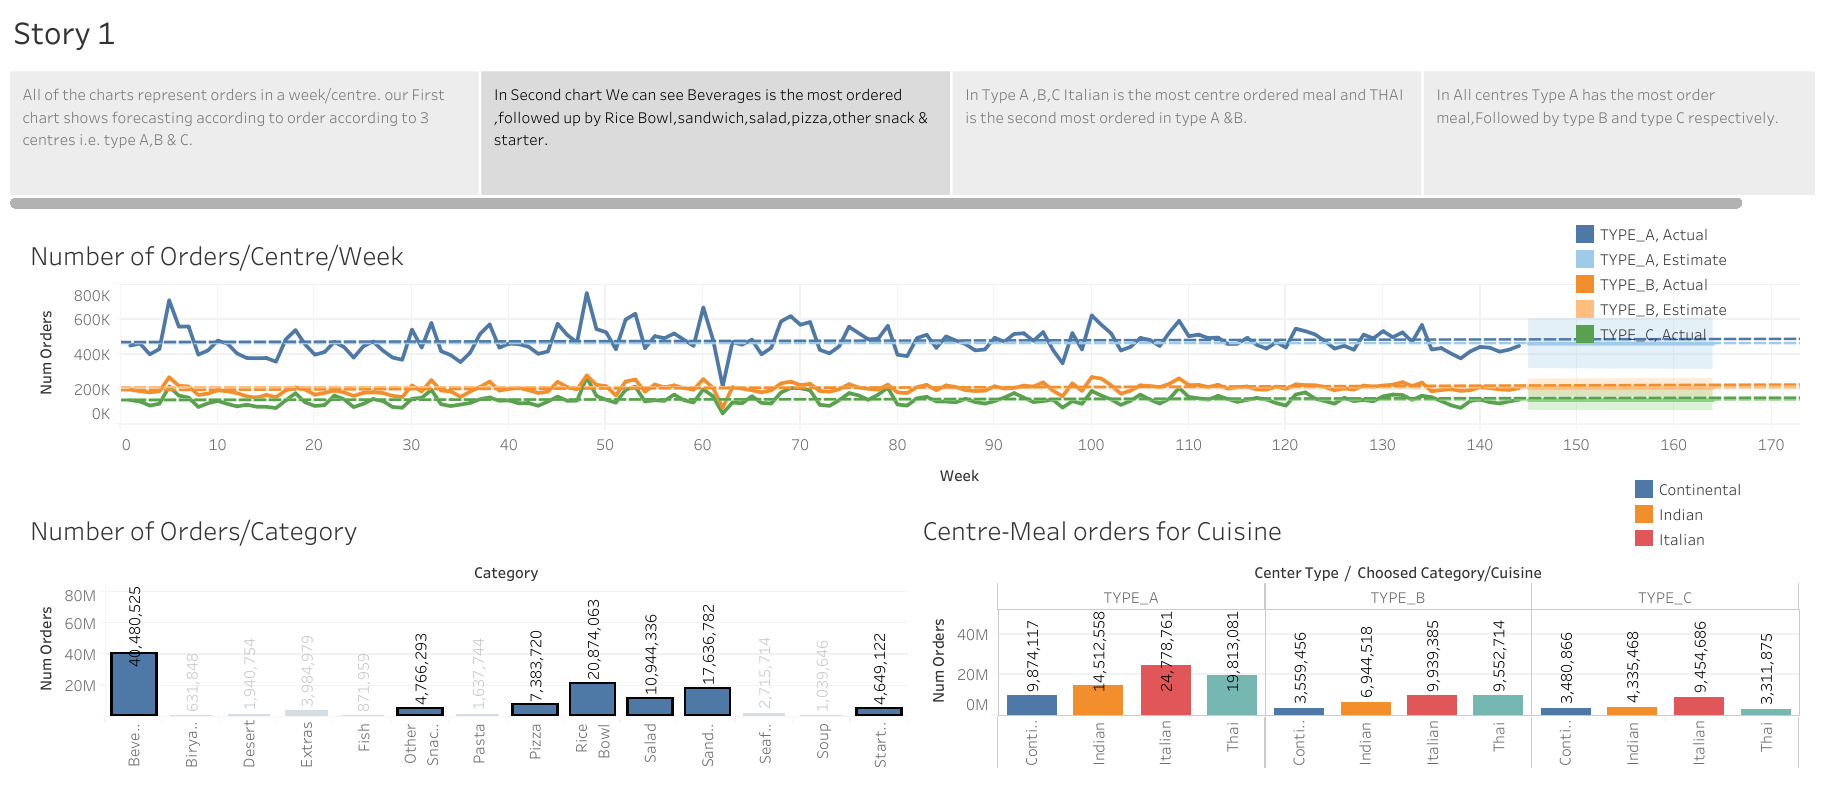 Story 1
All of the charts represent orders in a week/centre. our First
chart shows forecasting according to order according to 3
centres i.e. type A,B & C.
In Second chart We can see Beverages is the most ordered
,followed up by Rice Bowl,sandwich,salad,pizza,other snack &
starter.
In Type A ,B,C Italian is the most centre ordered meal and THAI
is the second most ordered in type A &B.
In All centres Type A has the most order
meal,Followed by type B and type C respectively.
Number of Orders/Centre/Week
TYPE_A, Actual
TYPE_A, Estimate
TYPE_B, Actual
TYPE_B, Estimate
TYPE_C, Actual
Num Orders
800K
600K
400K
200K
0K
0 10 20 30 40 50 60 70 80 90 100 110 120 130 140 150 160 170
Week
Continental
Indian
Italian
Number of Orders/Category
Category
Num Orders
80M
60M
40M
20M
40,480,525
631,848
1,940,754
3,984,979
871,959
4,766,293
1,637,744
7,383,720
20,874,063
10,944,336
17,636,782
2,715,714
1,039,646
4,649,122
Beve..
Birya..
Desert
Extras
Fish
Other
Snac..
Pasta
Pizza
Rice
Bowl
Salad
Sand..
Seaf..
Soup
Start..
Centre-Meal orders for Cuisine
Center Type / Choosed Category/Cuisine
TYPE_A TYPE_B TYPE_C
Num Orders
40M
20M
0M
9,874,117
14,512,558
24,778,761
19,813,081
3,559,456
6,944,518
9,939,385
9,552,714
3,480,866
4,335,468
9,454,686
3,311,875
Conti..
Indian
Italian
Thai
Conti..
Indian
Italian
Thai
Conti..
Indian
Italian
Thai